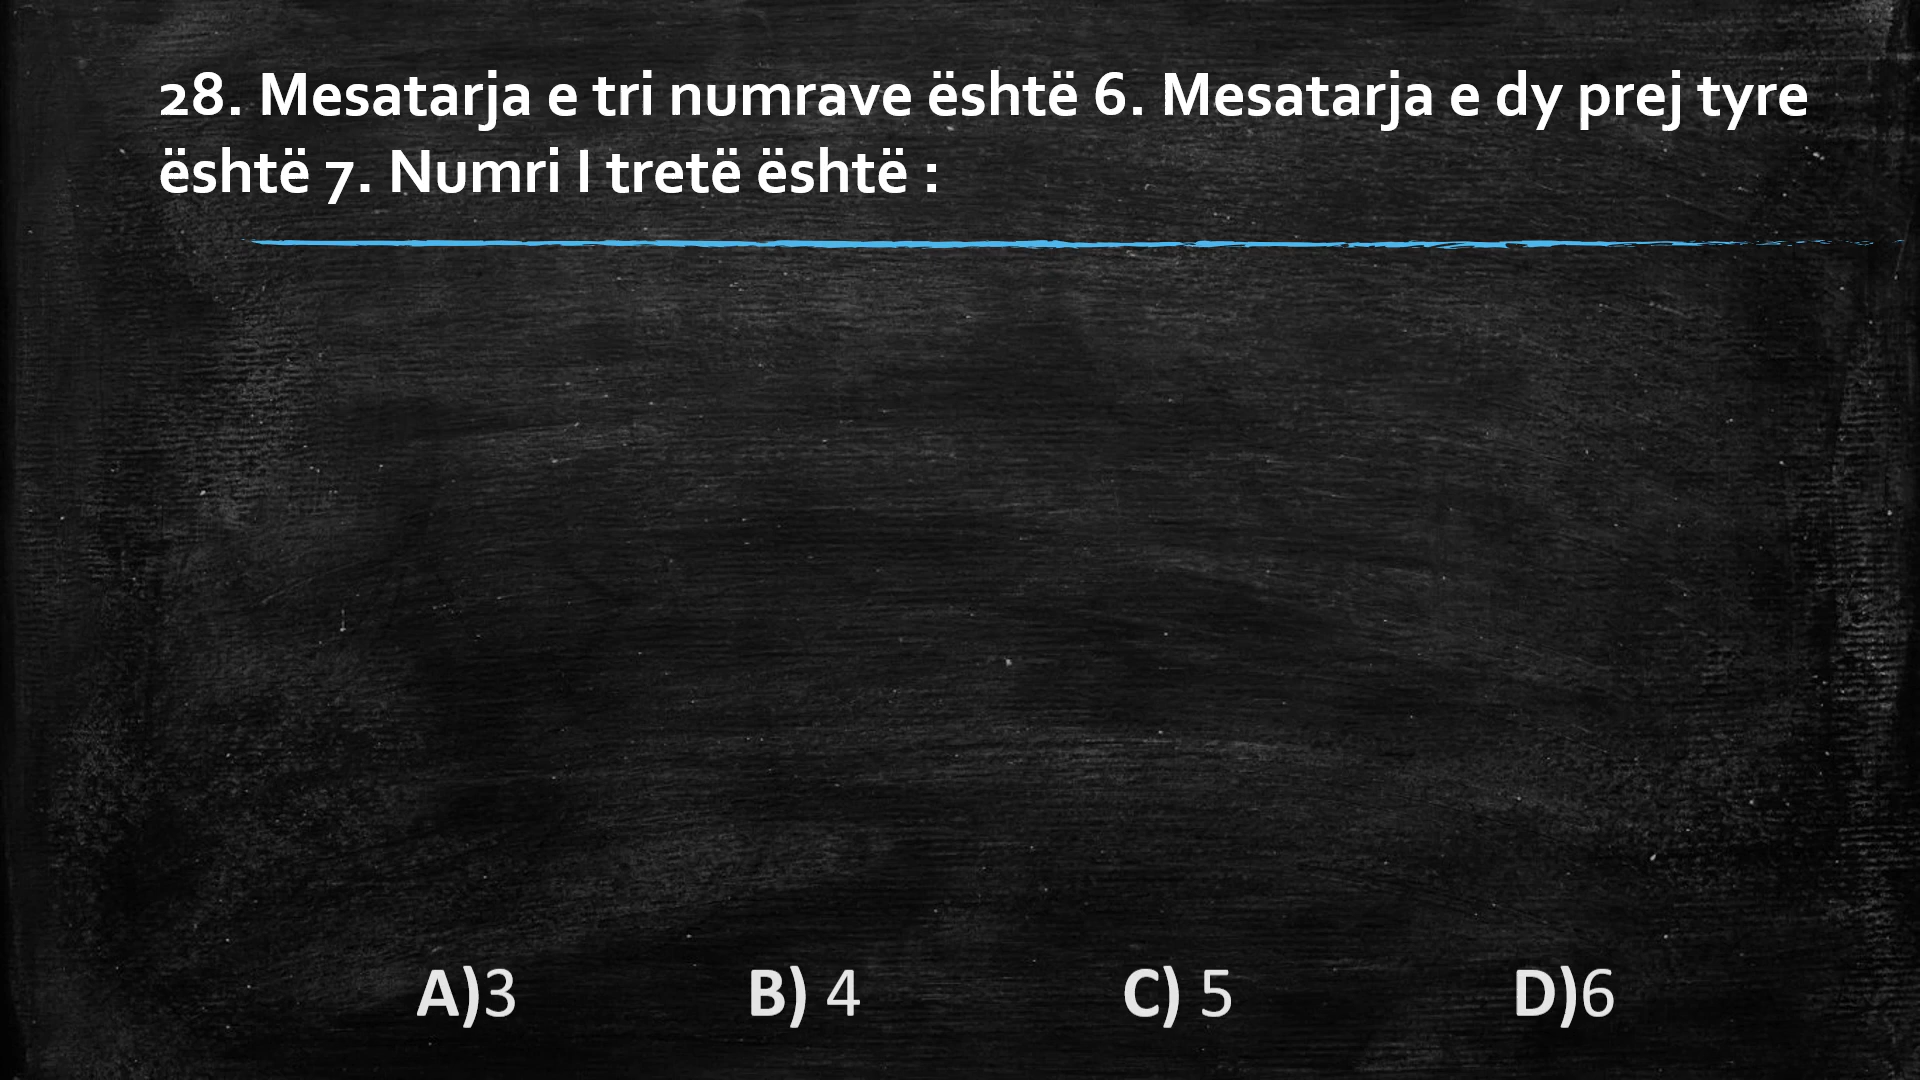 28. Mesatarja e tri numrave është 6. Mesatarja e dy prej tyre
është 7. Numri I tretë është :
A)3 B) 4 C) 5 D)6